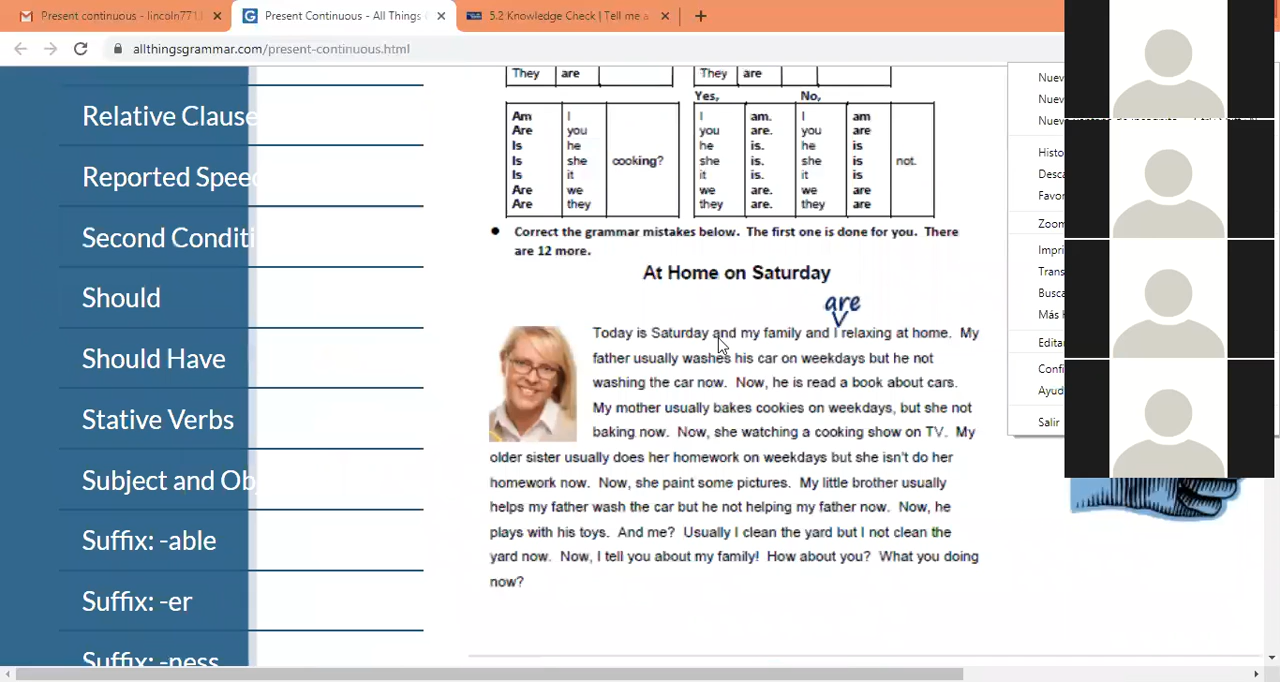 Present continuous - lincoln771
Present Continuous - All Things
5.2 Knowledge Check | Tell me a
allthingsgrammar.com/present-continuous.html
Relative Clause
Reported Spee
Second Conditi
Should
Should Have
Stative Verbs
Subject and Ob
Suffix: -able
Suffix: -er
Suffix: -ness
They are They are
Yes, No,
Am I I am. I am
Are you you are. you are
Is he he is. he is
Is she cooking? she is. she is not.
Is it it is. it is
Are we we are. we are
Are they they are. they are
• Correct the grammar mistakes below. The first one is done for you. There
are 12 more.
At Home on Saturday
are
Today is Saturday and my family and I relaxing at home. My
father usually washes his car on weekdays but he not
washing the car now. Now, he is read a book about cars.
My mother usually bakes cookies on weekdays, but she not
baking now. Now, she watching a cooking show on TV. My
older sister usually does her homework on weekdays but she isn't do her
homework now. Now, she paint some pictures. My little brother usually
helps my father wash the car but he not helping my father now. Now, he
plays with his toys. And me? Usually I clean the yard but I not clean the
yard now. Now, I tell you about my family! How about you? What you doing
now?
Nuev
Nuev
Histo
Desca
Favor
Zoom
Imprı
Trans
Busca
Más
Editar
Confi
Ayud
Salir